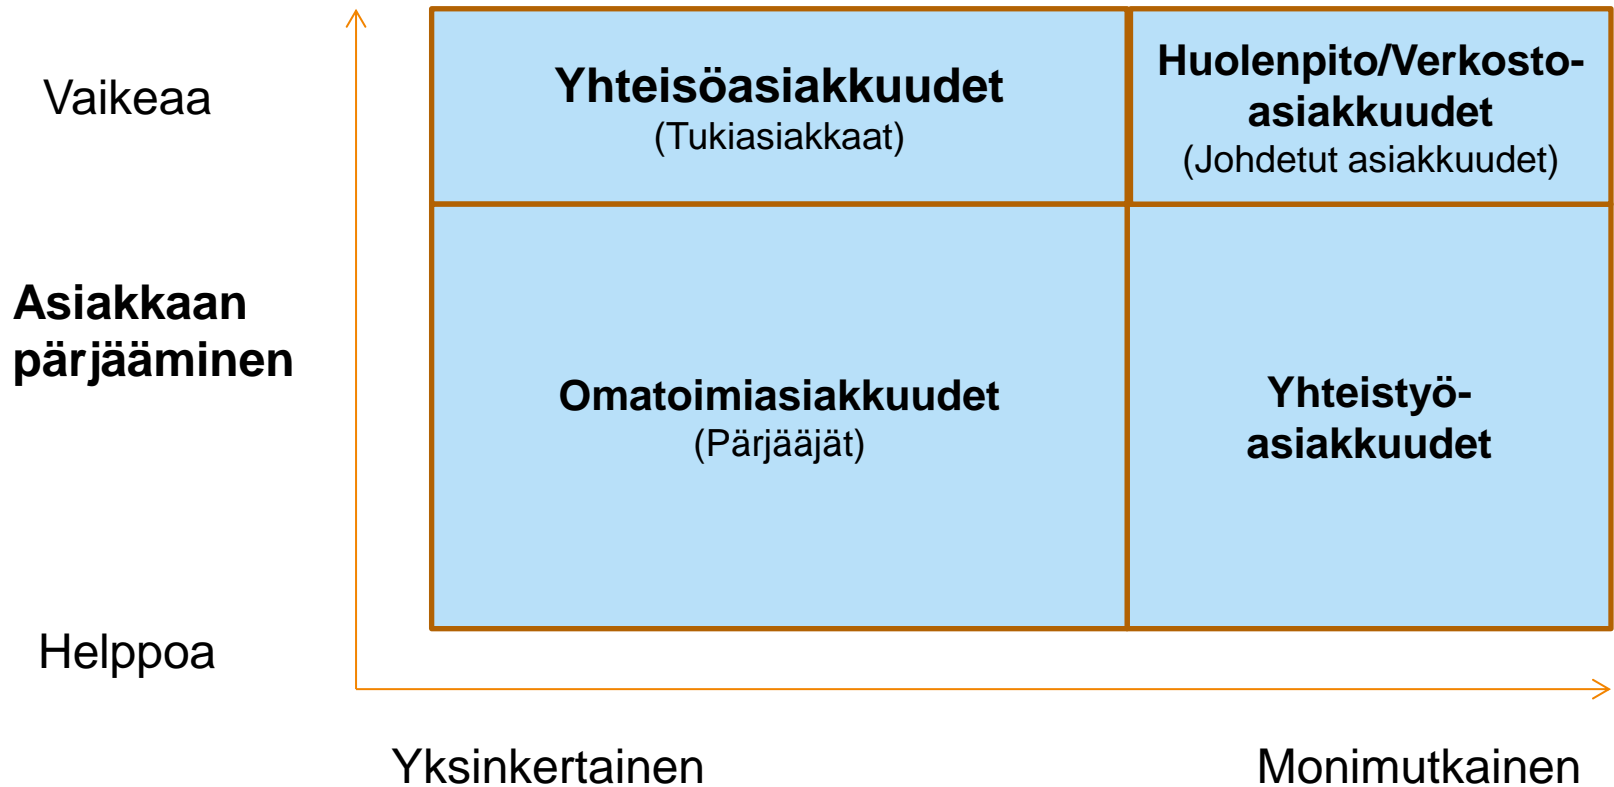 Vaikeaa
Yhteisöasiakkuudet
(Tukiasiakkaat)
Huolenpito/Verkosto-
asiakkuudet
(Johdetut asiakkuudet)
Asiakkaan
pärjääminen
Omatoimiasiakkuudet
(Pärjääjät)
Yhteistyö-
asiakkuudet
Helppoa
Yksinkertainen
Monimutkainen